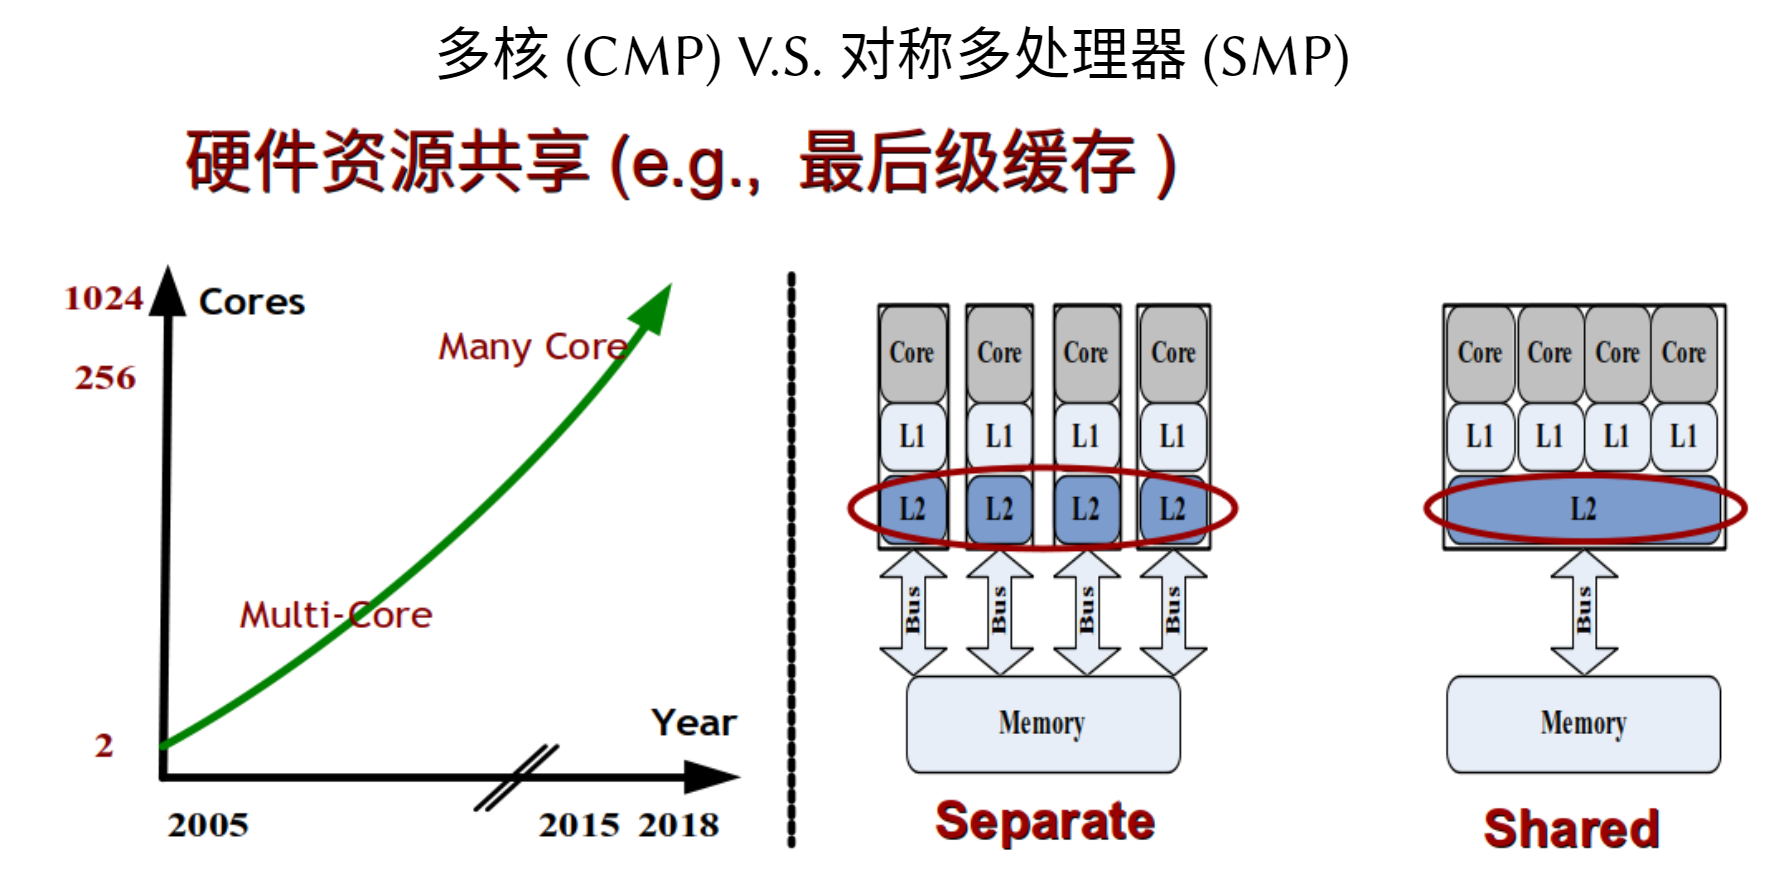 多核 (CMP) V.S. 对称多处理器 (SMP)
硬件资源共享 (e.g., 最后级缓存 )
1024
Cores
256
Many Core
Multi-Core
2
Year
2005
2015
2018
Core Core Core Core
L1 L1 L1 L1
L2 L2 L2 L2
Bus Bus Bus Bus
Memory
Separate
Core Core Core Core
L1 L1 L1 L1
L2
Bus
Memory
Shared